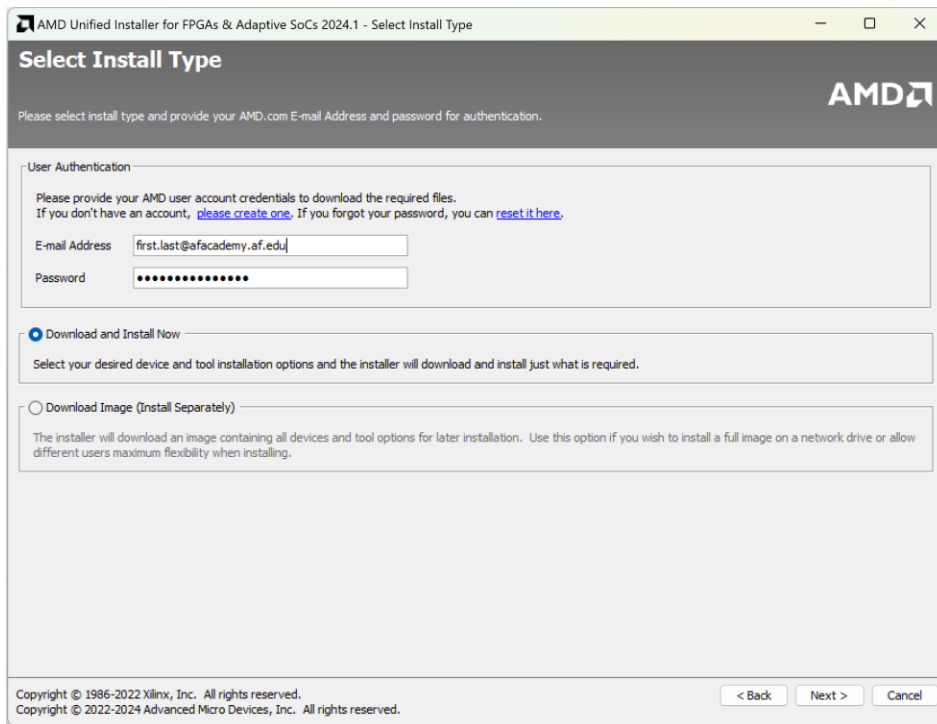 AMD Unified Installer for FPGAs & Adaptive SoCs 2024.1 - Select Install Type
Select Install Type
AMD
Please select install type and provide your AMD.com E-mail Address and password for authentication.
User Authentication
Please provide your AMD user account credentials to download the required files.
If you don't have an account, please create one. If you forgot your password, you can reset it here.
E-mail Address first.last@afacademy.af.edu
Password •••••••••••••••
Download and Install Now
Select your desired device and tool installation options and the installer will download and install just what is required.
Download Image (Install Separately)
The installer will download an image containing all devices and tool options for later installation. Use this option if you wish to install a full image on a network drive or allow
different users maximum flexibility when installing.
Copyright © 1986-2022 Xilinx, Inc. All rights reserved.
Copyright © 2022-2024 Advanced Micro Devices, Inc. All rights reserved.
< Back Next > Cancel